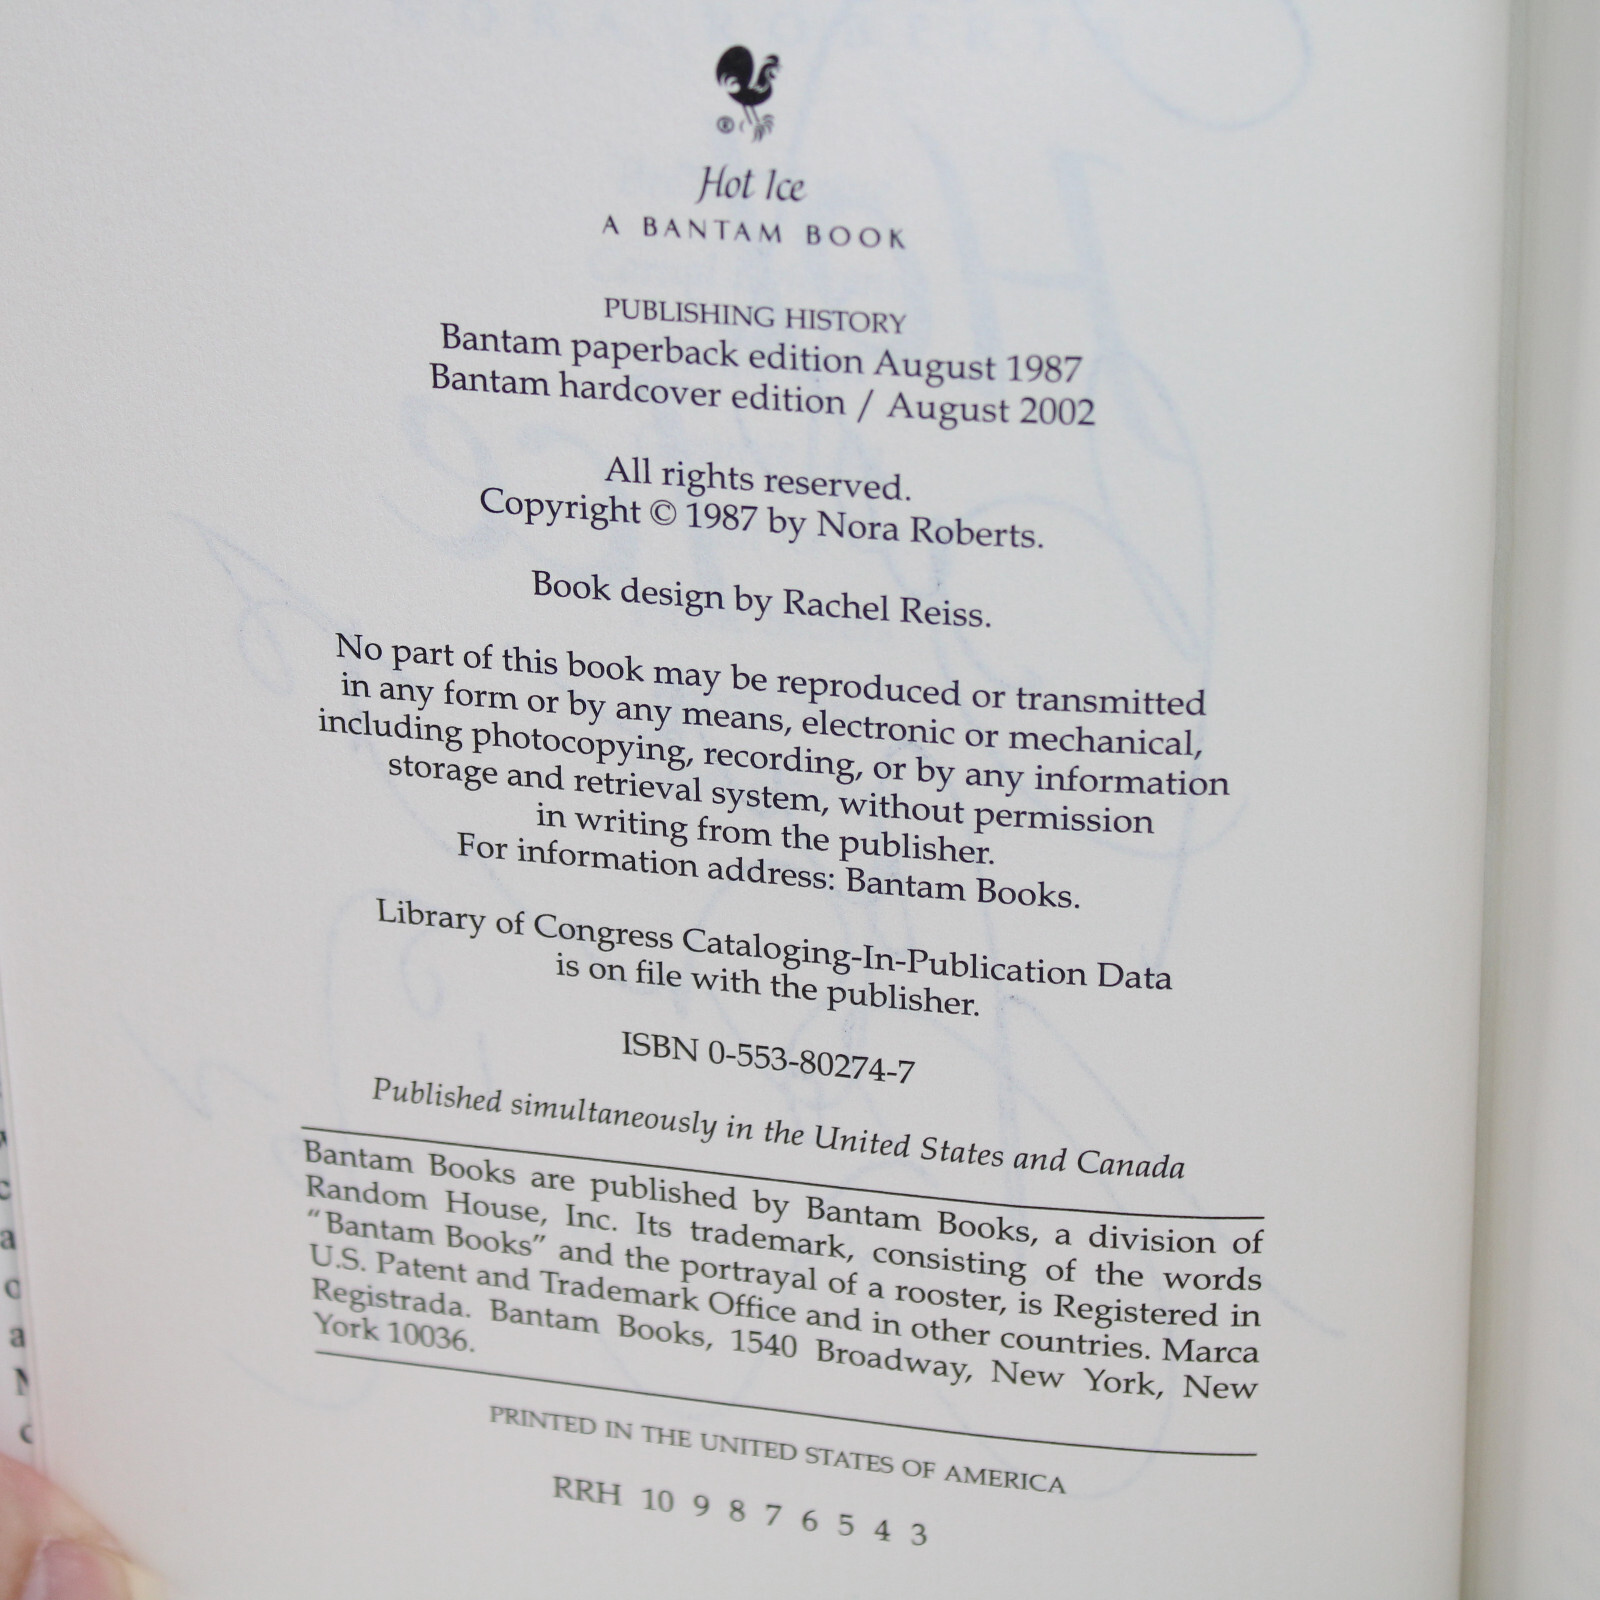 Hot Ice
A BANTAM BOOK
PUBLISHING HISTORY
Bantam paperback edition August 1987
Bantam hardcover edition / August 2002
All rights reserved.
Copyright © 1987 by Nora Roberts.
Book design by Rachel Reiss.
No part of this book may be reproduced or transmitted
in any form or by any means, electronic or mechanical,
including photocopying, recording, or by any information
storage and retrieval system, without permission
in writing from the publisher.
For information address: Bantam Books.
Library of Congress Cataloging-In-Publication Data
is on file with the publisher.
ISBN 0-553-80274-7
Published simultaneously in the United States and Canada
Bantam Books are published by Bantam Books, a division of
Random House, Inc. Its trademark, consisting of the words
"Bantam Books" and the portrayal of a rooster, is Registered in
U.S. Patent and Trademark Office and in other countries. Marca
Registrada. Bantam Books, 1540 Broadway, New York, New
York 10036.
PRINTED IN THE UNITED STATES OF AMERICA
RRH 10 9 8 7 6 5 4 3